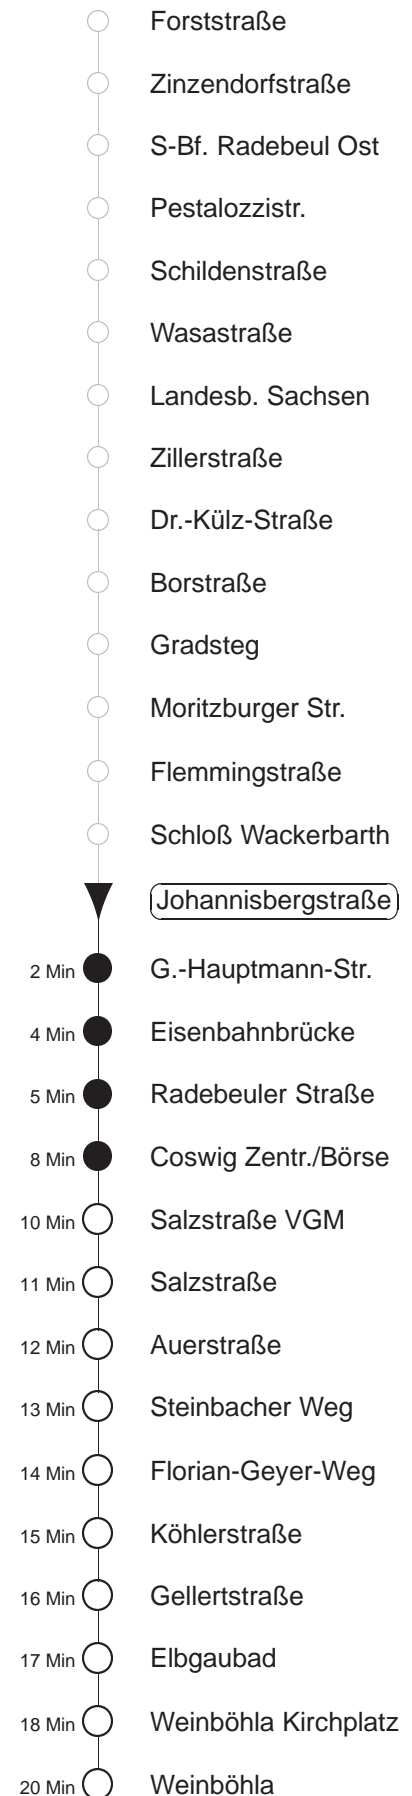 Forststraße
Zinzendorfstraße
S-Bf. Radebeul Ost
Pestalozzistr.
Schildenstraße
Wasastraße
Landesb. Sachsen
Zillerstraße
Dr.-Külz-Straße
Borstraße
Gradsteg
Moritzburger Str.
Flemmingstraße
Schloß Wackerbarth
Johannisbergstraße
2 Min G.-Hauptmann-Str.
4 Min Eisenbahnbrücke
5 Min Radebeuler Straße
8 Min Coswig Zentr./Börse
10 Min Salzstraße VGM
11 Min Salzstraße
12 Min Auerstraße
13 Min Steinbacher Weg
14 Min Florian-Geyer-Weg
15 Min Köhlerstraße
16 Min Gellertstraße
17 Min Elbgaubad
18 Min Weinböhla Kirchplatz
20 Min Weinböhla